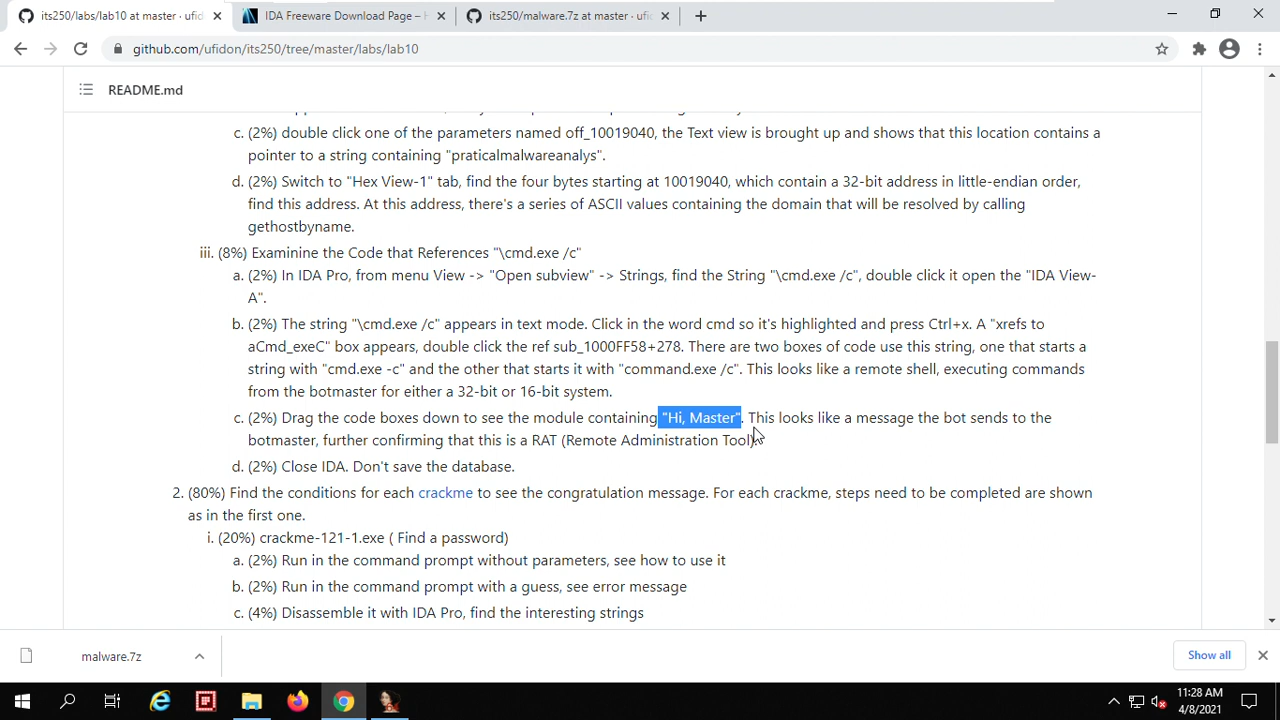 its250/labs/lab10 at master · ufid
IDA Freeware Download Page –
its250/malware.7z at master · ufi
github.com/ufidon/its250/tree/master/labs/lab10
README.md
c. (2%) double click one of the parameters named off_10019040, the Text view is brought up and shows that this location contains a
pointer to a string containing "praticalmalwareanalys".
d. (2%) Switch to "Hex View-1" tab, find the four bytes starting at 10019040, which contain a 32-bit address in little-endian order,
find this address. At this address, there's a series of ASCII values containing the domain that will be resolved by calling
gethostbyname.
iii. (8%) Examinine the Code that References "\cmd.exe /c"
a. (2%) In IDA Pro, from menu View -> "Open subview" -> Strings, find the String "\cmd.exe /c", double click it open the "IDA View-
A".
b. (2%) The string "\cmd.exe /c" appears in text mode. Click in the word cmd so it's highlighted and press Ctrl+x. A "xrefs to
aCmd_exeC" box appears, double click the ref sub_1000FF58+278. There are two boxes of code use this string, one that starts a
string with "cmd.exe -c" and the other that starts it with "command.exe /c". This looks like a remote shell, executing commands
from the botmaster for either a 32-bit or 16-bit system.
c. (2%) Drag the code boxes down to see the module containing "Hi, Master". This looks like a message the bot sends to the
botmaster, further confirming that this is a RAT (Remote Administration Tool).
d. (2%) Close IDA. Don't save the database.
2. (80%) Find the conditions for each crackme to see the congratulation message. For each crackme, steps need to be completed are shown
as in the first one.
i. (20%) crackme-121-1.exe ( Find a password)
a. (2%) Run in the command prompt without parameters, see how to use it
b. (2%) Run in the command prompt with a guess, see error message
c. (4%) Disassemble it with IDA Pro, find the interesting strings
malware.7z
Show all
11:28 AM
4/8/2021